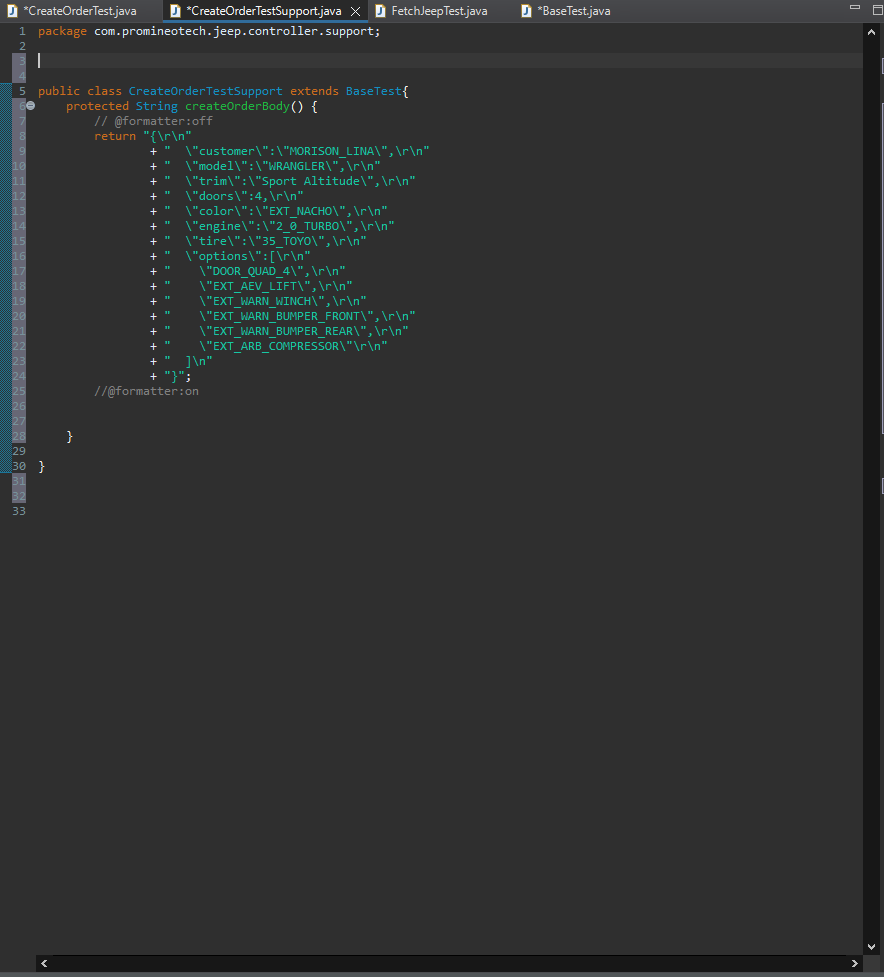 *CreateOrderTest.java *CreateOrderTestSupport.java FetchJeepTest.java *BaseTest.java
1 package com.promineotech.jeep.controller.support;
2
3
4
5 public class CreateOrderTestSupport extends BaseTest{
6 protected String createOrderBody() {
7 // @formatter:off
8 return "{\r\n"
9 + " \"customer\":\"MORISON_LINA\",\r\n"
10 + " \"model\":\"WRANGLER\",\r\n"
11 + " \"trim\":\"Sport Altitude\",\r\n"
12 + " \"doors\":4,\r\n"
13 + " \"color\":\"EXT_NACHO\",\r\n"
14 + " \"engine\":\"2_0_TURBO\",\r\n"
15 + " \"tire\":\"35_TOYO\",\r\n"
16 + " \"options\":[\r\n"
17 + " \"DOOR_QUAD_4\",\r\n"
18 + " \"EXT_AEV_LIFT\",\r\n"
19 + " \"EXT_WARN_WINCH\",\r\n"
20 + " \"EXT_WARN_BUMPER_FRONT\",\r\n"
21 + " \"EXT_WARN_BUMPER_REAR\",\r\n"
22 + " \"EXT_ARB_COMPRESSOR\"\r\n"
23 + " ]\n"
24 + "}";
25 //@formatter:on
26
27
28 }
29
30 }
31
32
33